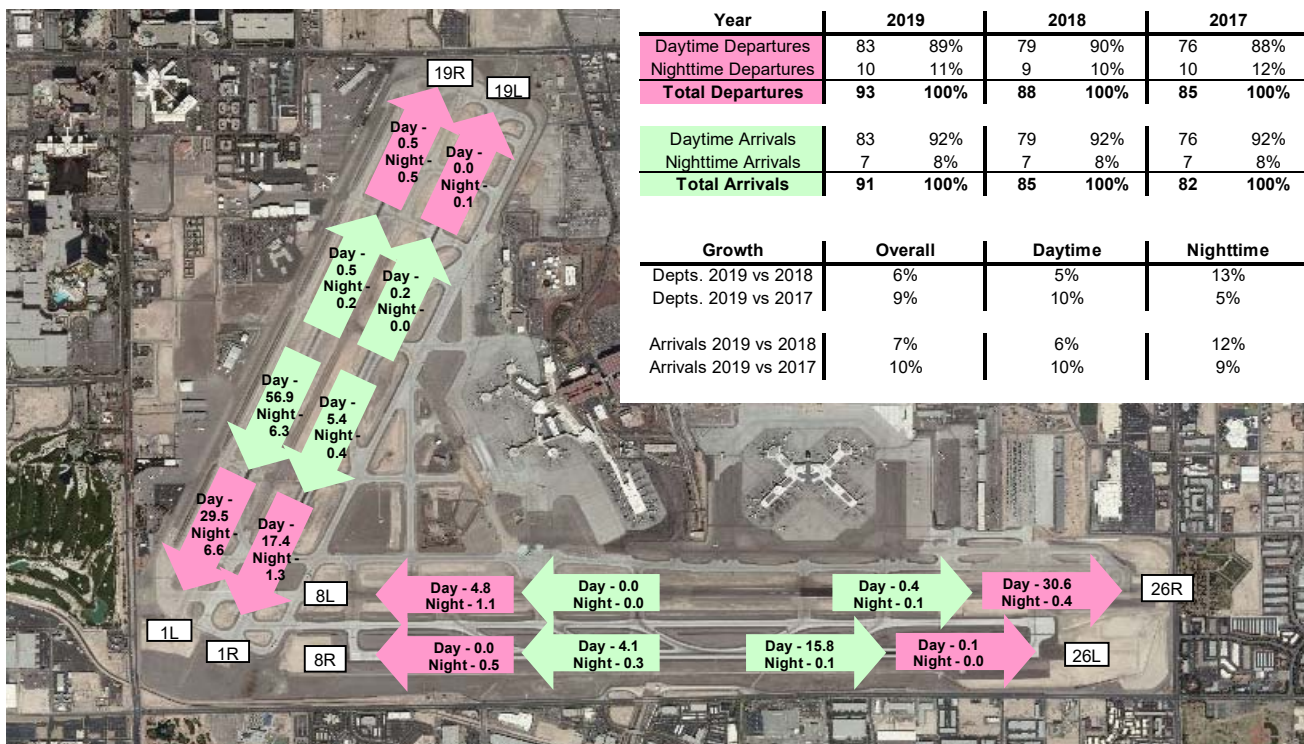 Year 2019 2018 2017
Daytime Departures 83 89% 79 90% 76 88%
Nighttime Departures 10 11% 9 10% 10 12%
Total Departures 93 100% 88 100% 85 100%
Daytime Arrivals 83 92% 79 92% 76 92%
Nighttime Arrivals 7 8% 7 8% 7 8%
Total Arrivals 91 100% 85 100% 82 100%
Growth Overall Daytime Nighttime
Depts. 2019 vs 2018 6% 5% 13%
Depts. 2019 vs 2017 9% 10% 5%
Arrivals 2019 vs 2018 7% 6% 12%
Arrivals 2019 vs 2017 10% 10% 9%
19R
19L
Day -
0.5
Night -
0.5
Day -
0.0
Night -
0.1
Day -
0.5
Night -
0.2
Day -
0.2
Night -
0.0
Day -
56.9
Night -
6.3
Day -
5.4
Night -
0.4
Day -
29.5
Night -
6.6
Day -
17.4
Night -
1.3
1L
1R
8L
Day - 4.8
Night - 1.1
Day - 0.0
Night - 0.0
Day - 0.4
Night - 0.1
Day - 30.6
Night - 0.4
26R
8R
Day - 0.0
Night - 0.5
Day - 4.1
Night - 0.3
Day - 15.8
Night - 0.1
Day - 0.1
Night - 0.0
26L